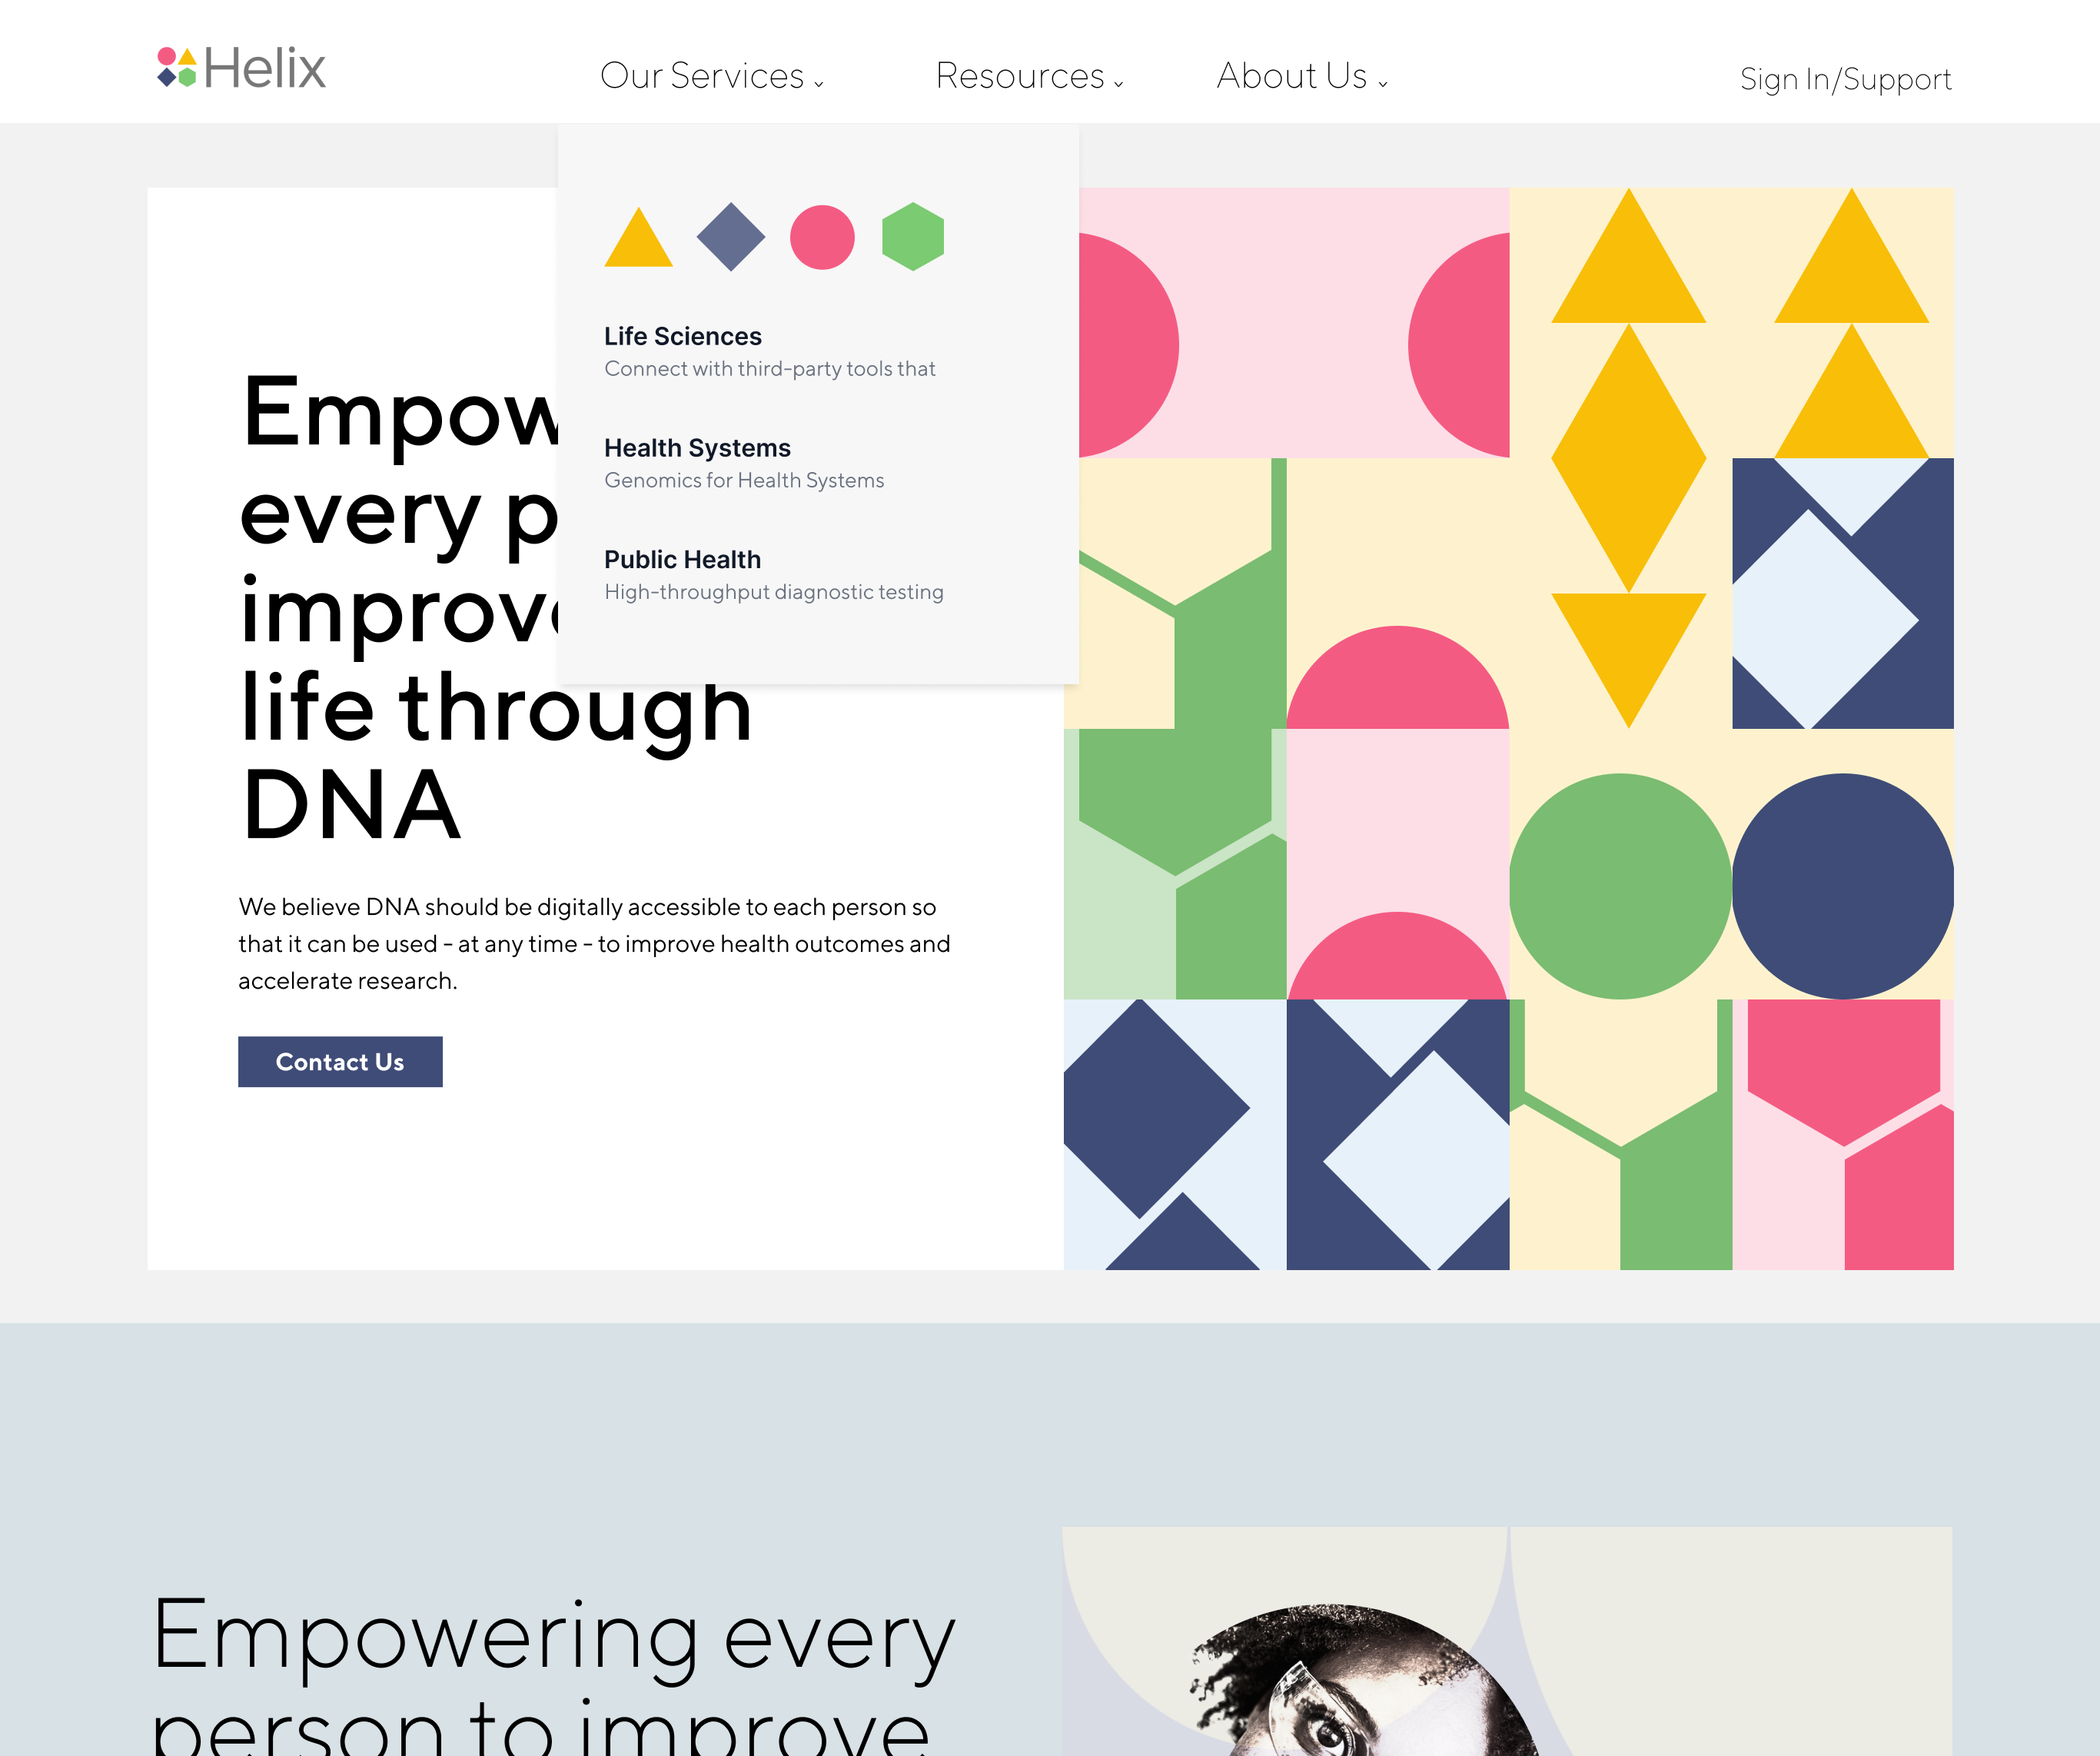 Helix
Our Services
Resources
About Us
Sign In/Support
Life Sciences
Connect with third-party tools that
Health Systems
Genomics for Health Systems
Public Health
High-throughput diagnostic testing
Empow
every p
improv
life through
DNA
We believe DNA should be digitally accessible to each person so
that it can be used - at any time - to improve health outcomes and
accelerate research.
Contact Us
Empowering every
person to improve